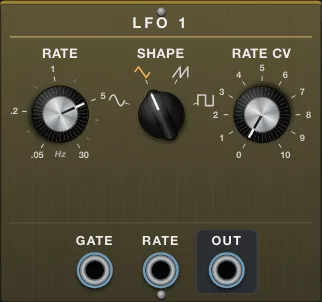 LFO 1
RATE SHAPE RATE CV
1 5
5 4 6
3 7
.2 2 8
1 9
.05 Hz 30 0 10
GATE RATE OUT